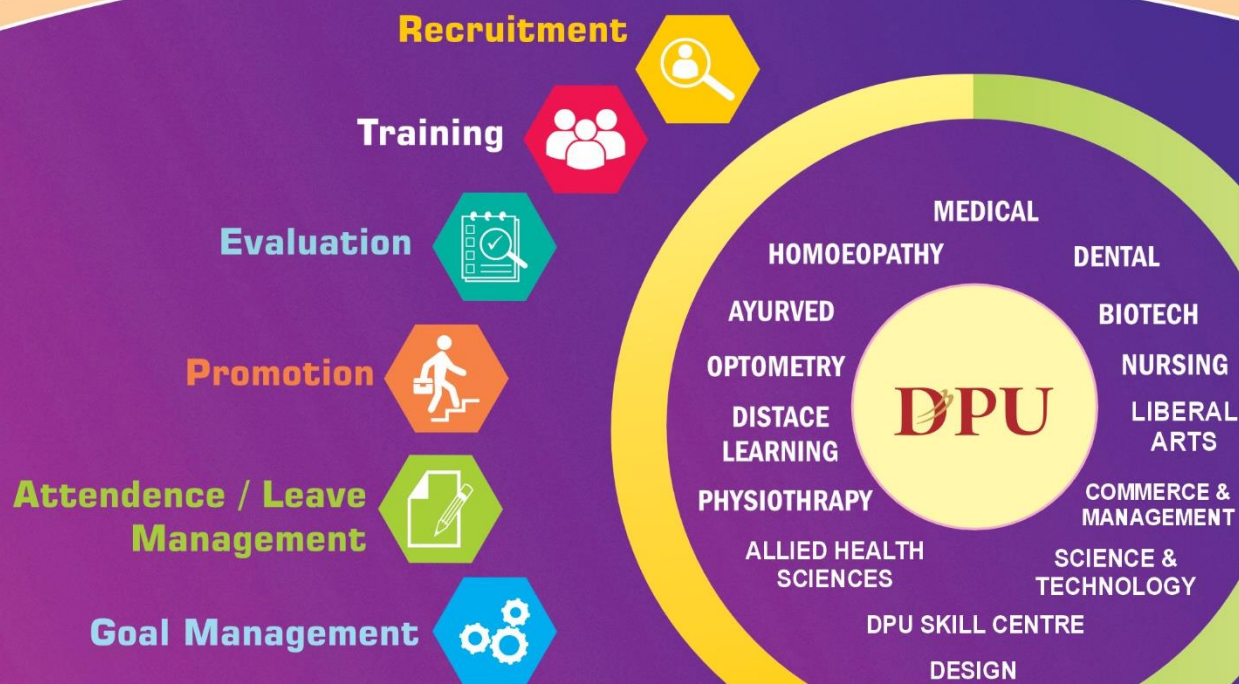 Recruitment
Training
Evaluation
Promotion
Attendence / Leave
Management
Goal Management
MEDICAL
HOMOEOPATHY
DENTAL
AYURVED
BIOTECH
OPTOMETRY
NURSING
DISTACE
LEARNING
DPU
LIBERAL
ARTS
PHYSIOTHRAPY
COMMERCE &
MANAGEMENT
ALLIED HEALTH
SCIENCES
SCIENCE &
TECHNOLOGY
DPU SKILL CENTRE
DESIGN